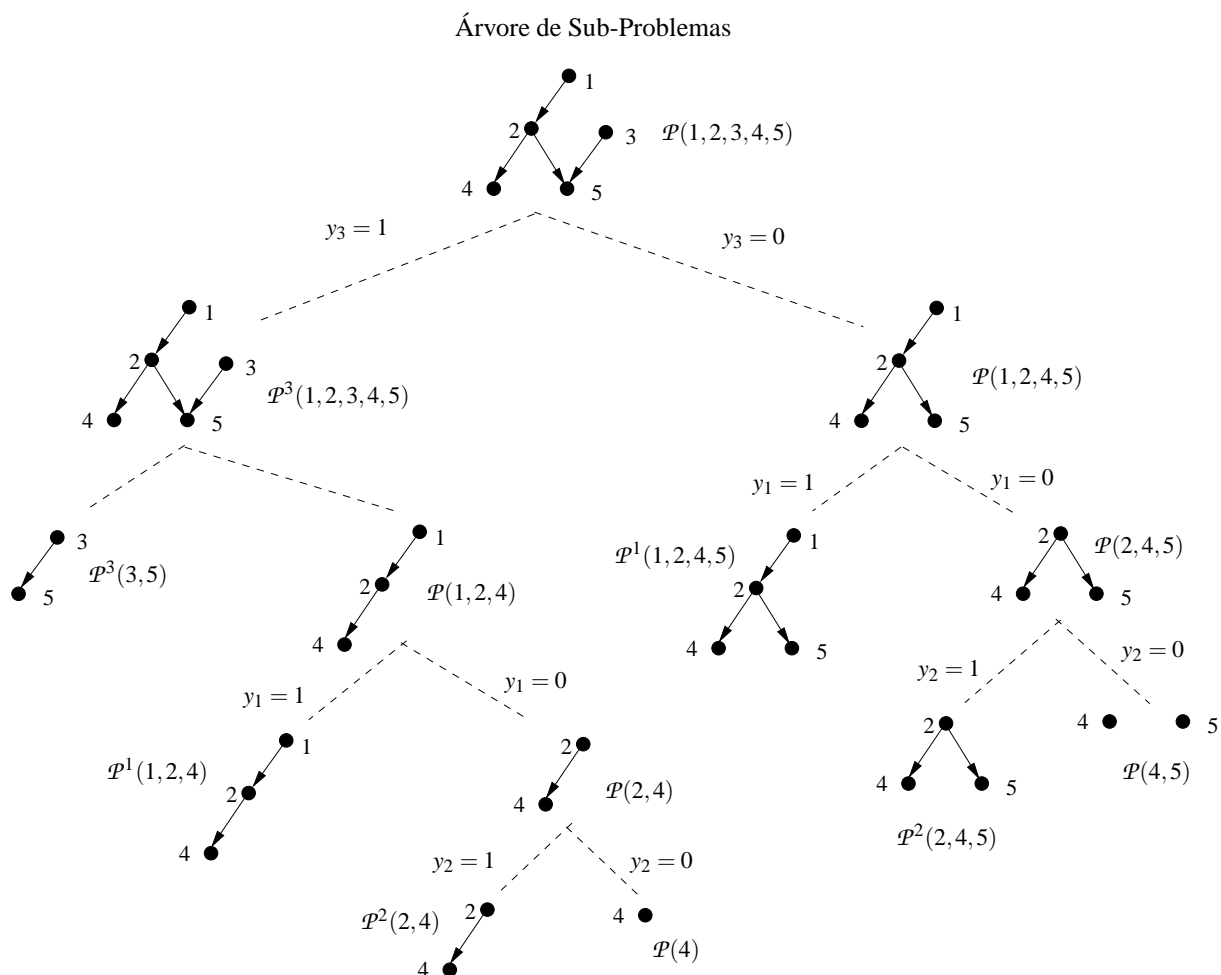 Árvore de Sub-Problemas
1
2
3
𝒫(1,2,3,4,5)
4
5
y₃ = 1
y₃ = 0
1
2
3
4
5
𝒫³(1,2,3,4,5)
1
2
𝒫(1,2,4,5)
4
5
y₁ = 1
y₁ = 0
3
5
𝒫³(3,5)
1
2
4
𝒫(1,2,4)
𝒫¹(1,2,4,5)
1
2
4
5
2
𝒫(2,4,5)
4
5
y₁ = 1
y₁ = 0
y₂ = 1
y₂ = 0
𝒫¹(1,2,4)
1
2
4
2
4
𝒫(2,4)
2
4
5
𝒫²(2,4,5)
4
5
𝒫(4,5)
y₂ = 1
y₂ = 0
𝒫²(2,4)
2
4
4
𝒫(4)